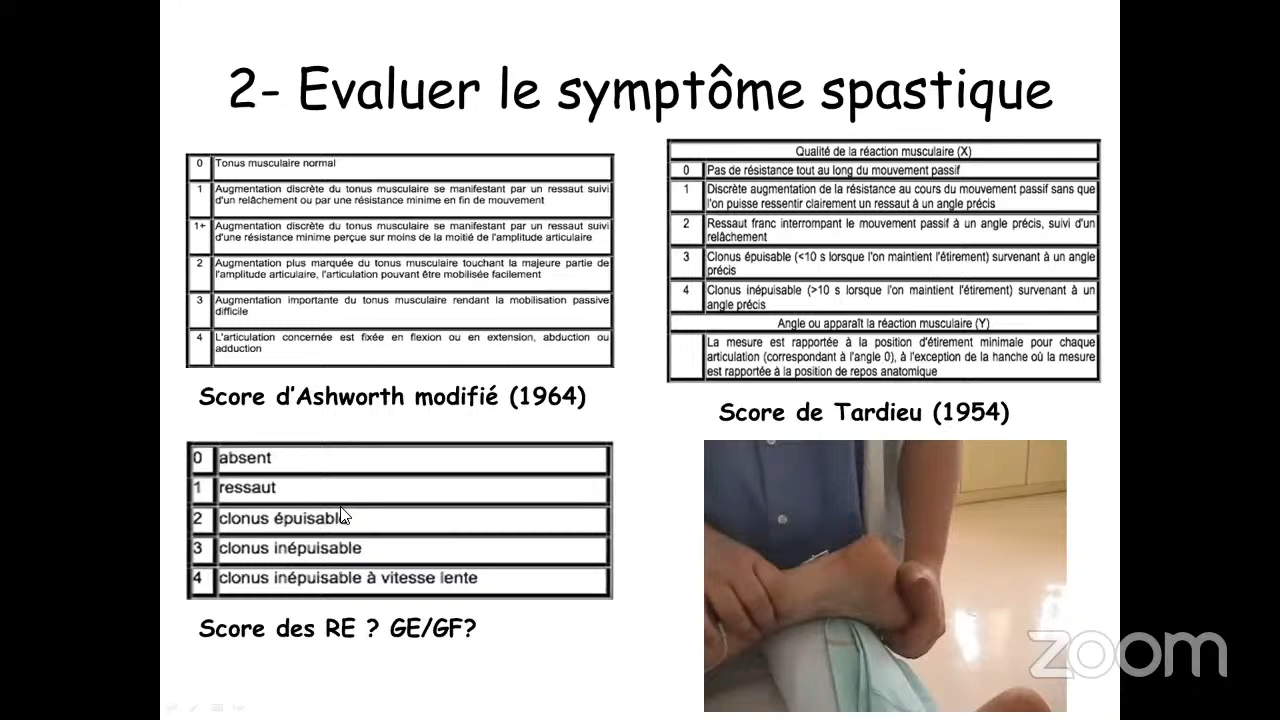 2- Evaluer le symptôme spastique
0 Tonus musculaire normal
1 Augmentation discrète du tonus musculaire se manifestant par un ressaut suivi
d'un relâchement ou par une résistance minime en fin de mouvement
1+ Augmentation discrète du tonus musculaire se manifestant par un ressaut suivi
d'une résistance minime perçue sur moins de la moitié de l'amplitude articulaire
2 Augmentation plus marquée du tonus musculaire touchant la majeure partie de
l'amplitude articulaire, l'articulation pouvant être mobilisée facilement
3 Augmentation importante du tonus musculaire rendant la mobilisation passive
difficile
4 L'articulation concernée est fixée en flexion ou en extension, abduction ou
adduction
Score d'Ashworth modifié (1964)
Qualité de la réaction musculaire (X)
0 Pas de résistance tout au long du mouvement passif
1 Discrète augmentation de la résistance au cours du mouvement passif sans que
l'on puisse ressentir clairement un ressaut à un angle précis
2 Ressaut franc interrompant le mouvement passif à un angle précis, suivi d'un
relâchement
3 Clonus épuisable (<10 s lorsque l'on maintient l'étirement) survenant à un angle
précis
4 Clonus inépuisable (>10 s lorsque l'on maintient l'étirement) survenant à un
angle précis
Angle ou apparaît la réaction musculaire (Y)
La mesure est rapportée à la position d'étirement minimale pour chaque
articulation (correspondant à l'angle 0), à l'exception de la hanche où la mesure
est rapportée à la position de repos anatomique
Score de Tardieu (1954)
0 absent
1 ressaut
2 clonus épuisable
3 clonus inépuisable
4 clonus inépuisable à vitesse lente
Score des RE ? GE/GF?
zoom